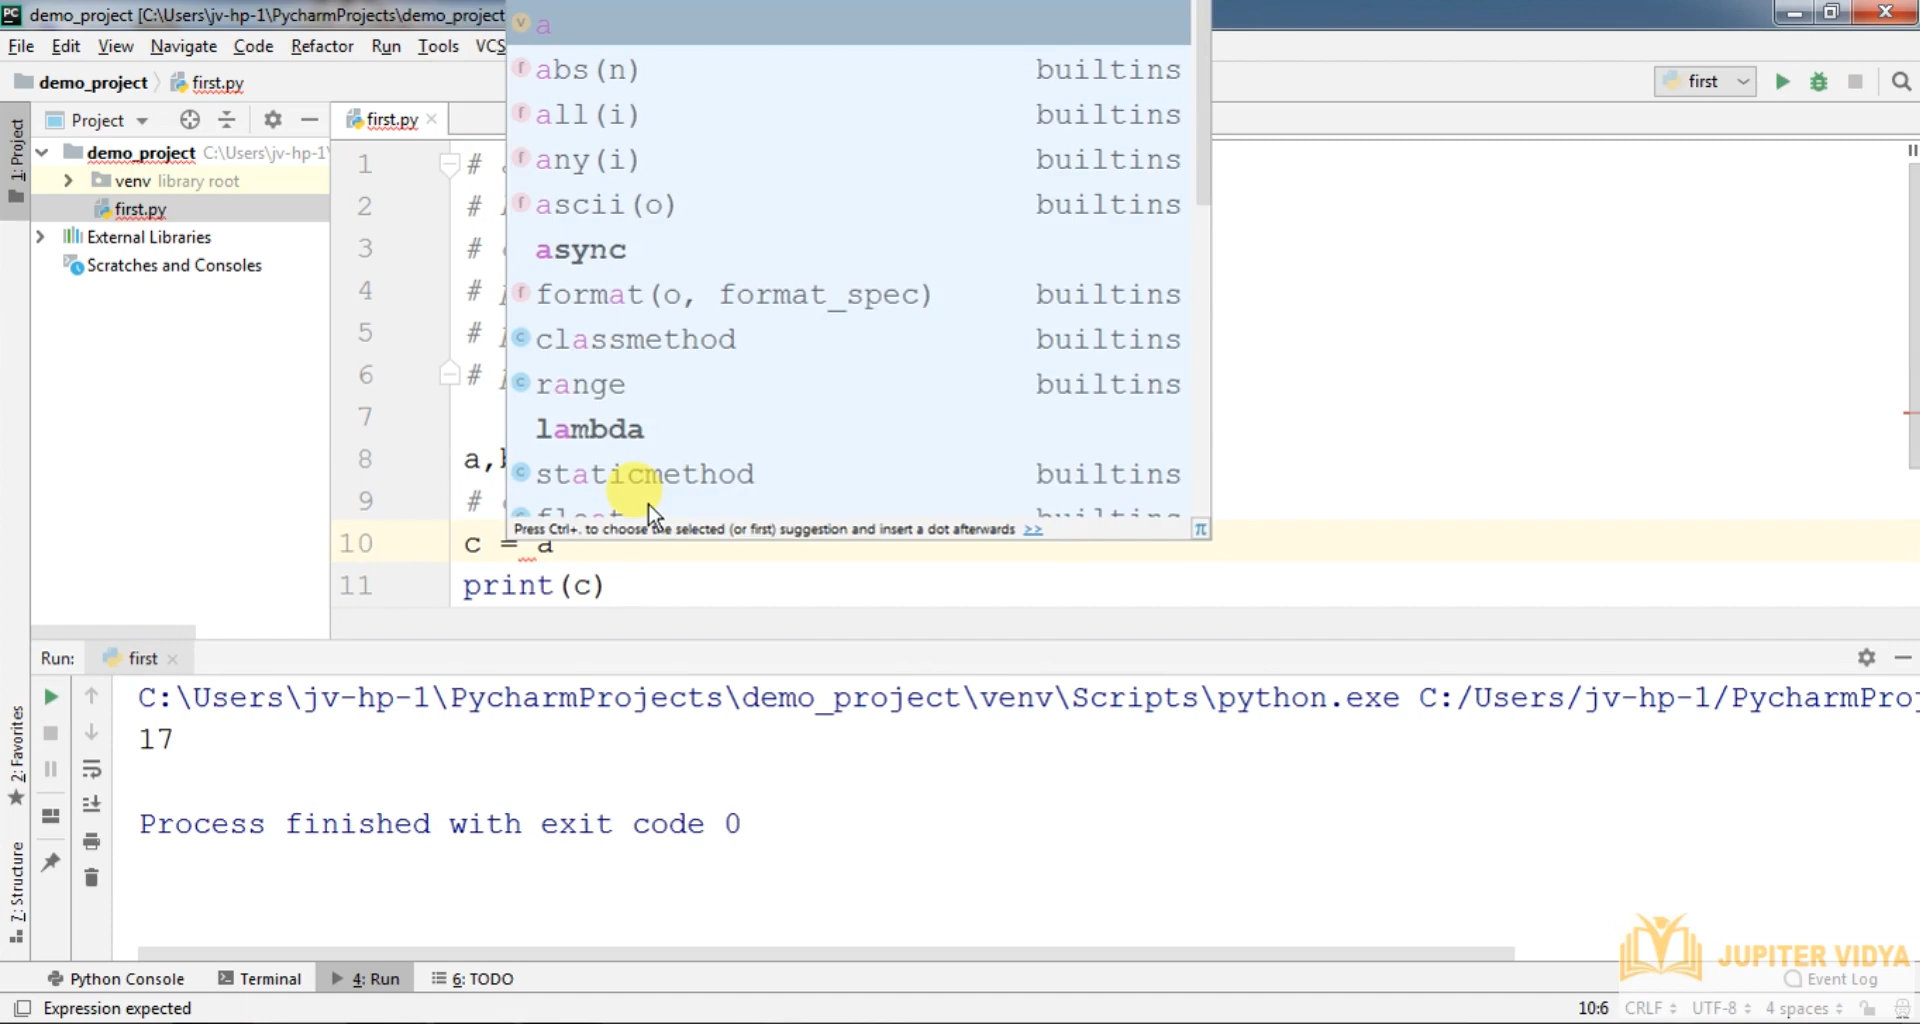 demo_project [C:\Users\jv-hp-1\PycharmProjects\demo_project
File Edit View Navigate Code Refactor Run Tools VCS
demo_project first.py
first
Project
first.py
1: Project
demo_project C:\Users\jv-hp-1\
venv library root
first.py
External Libraries
Scratches and Consoles
a
abs(n) builtins
all(i) builtins
any(i) builtins
ascii(o) builtins
async
format(o, format_spec) builtins
classmethod builtins
range builtins
lambda
staticmethod builtins
float builtins
Press Ctrl+. to choose the selected (or first) suggestion and insert a dot afterwards >>
1 #
2 #
3 #
4 #
5 #
6 #
7
8 a,b
9 #
10 c = a
11 print(c)
Run: first
C:\Users\jv-hp-1\PycharmProjects\demo_project\venv\Scripts\python.exe C:/Users/jv-hp-1/PycharmProj
17
Process finished with exit code 0
2: Favorites
7: Structure
JUPITER VIDYA
Python Console Terminal 4: Run 6: TODO Event Log
Expression expected 10:6 CRLF UTF-8 4 spaces